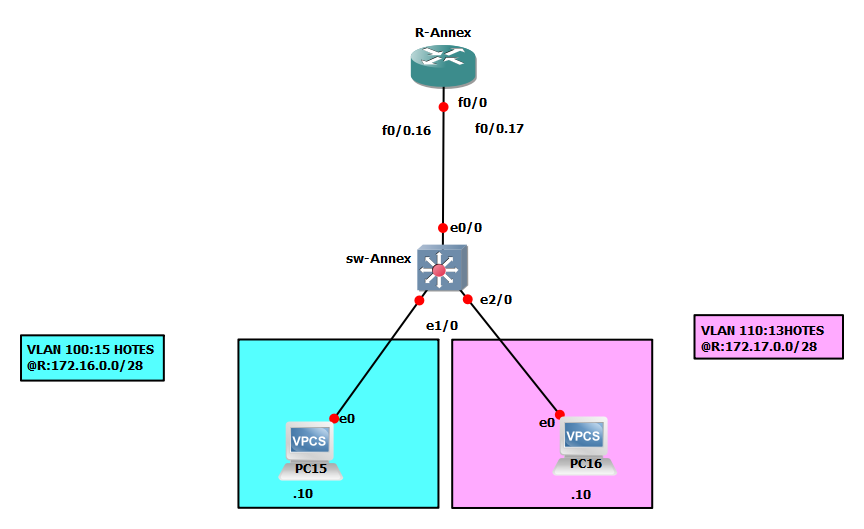 R-Annex
f0/0
f0/0.16
f0/0.17
e0/0
sw-Annex
e2/0
e1/0
VLAN 100:15 HOTES
@R:172.16.0.0/28
VLAN 110:13HOTES
@R:172.17.0.0/28
e0
e0
VPCS
VPCS
PC15
PC16
.10
.10